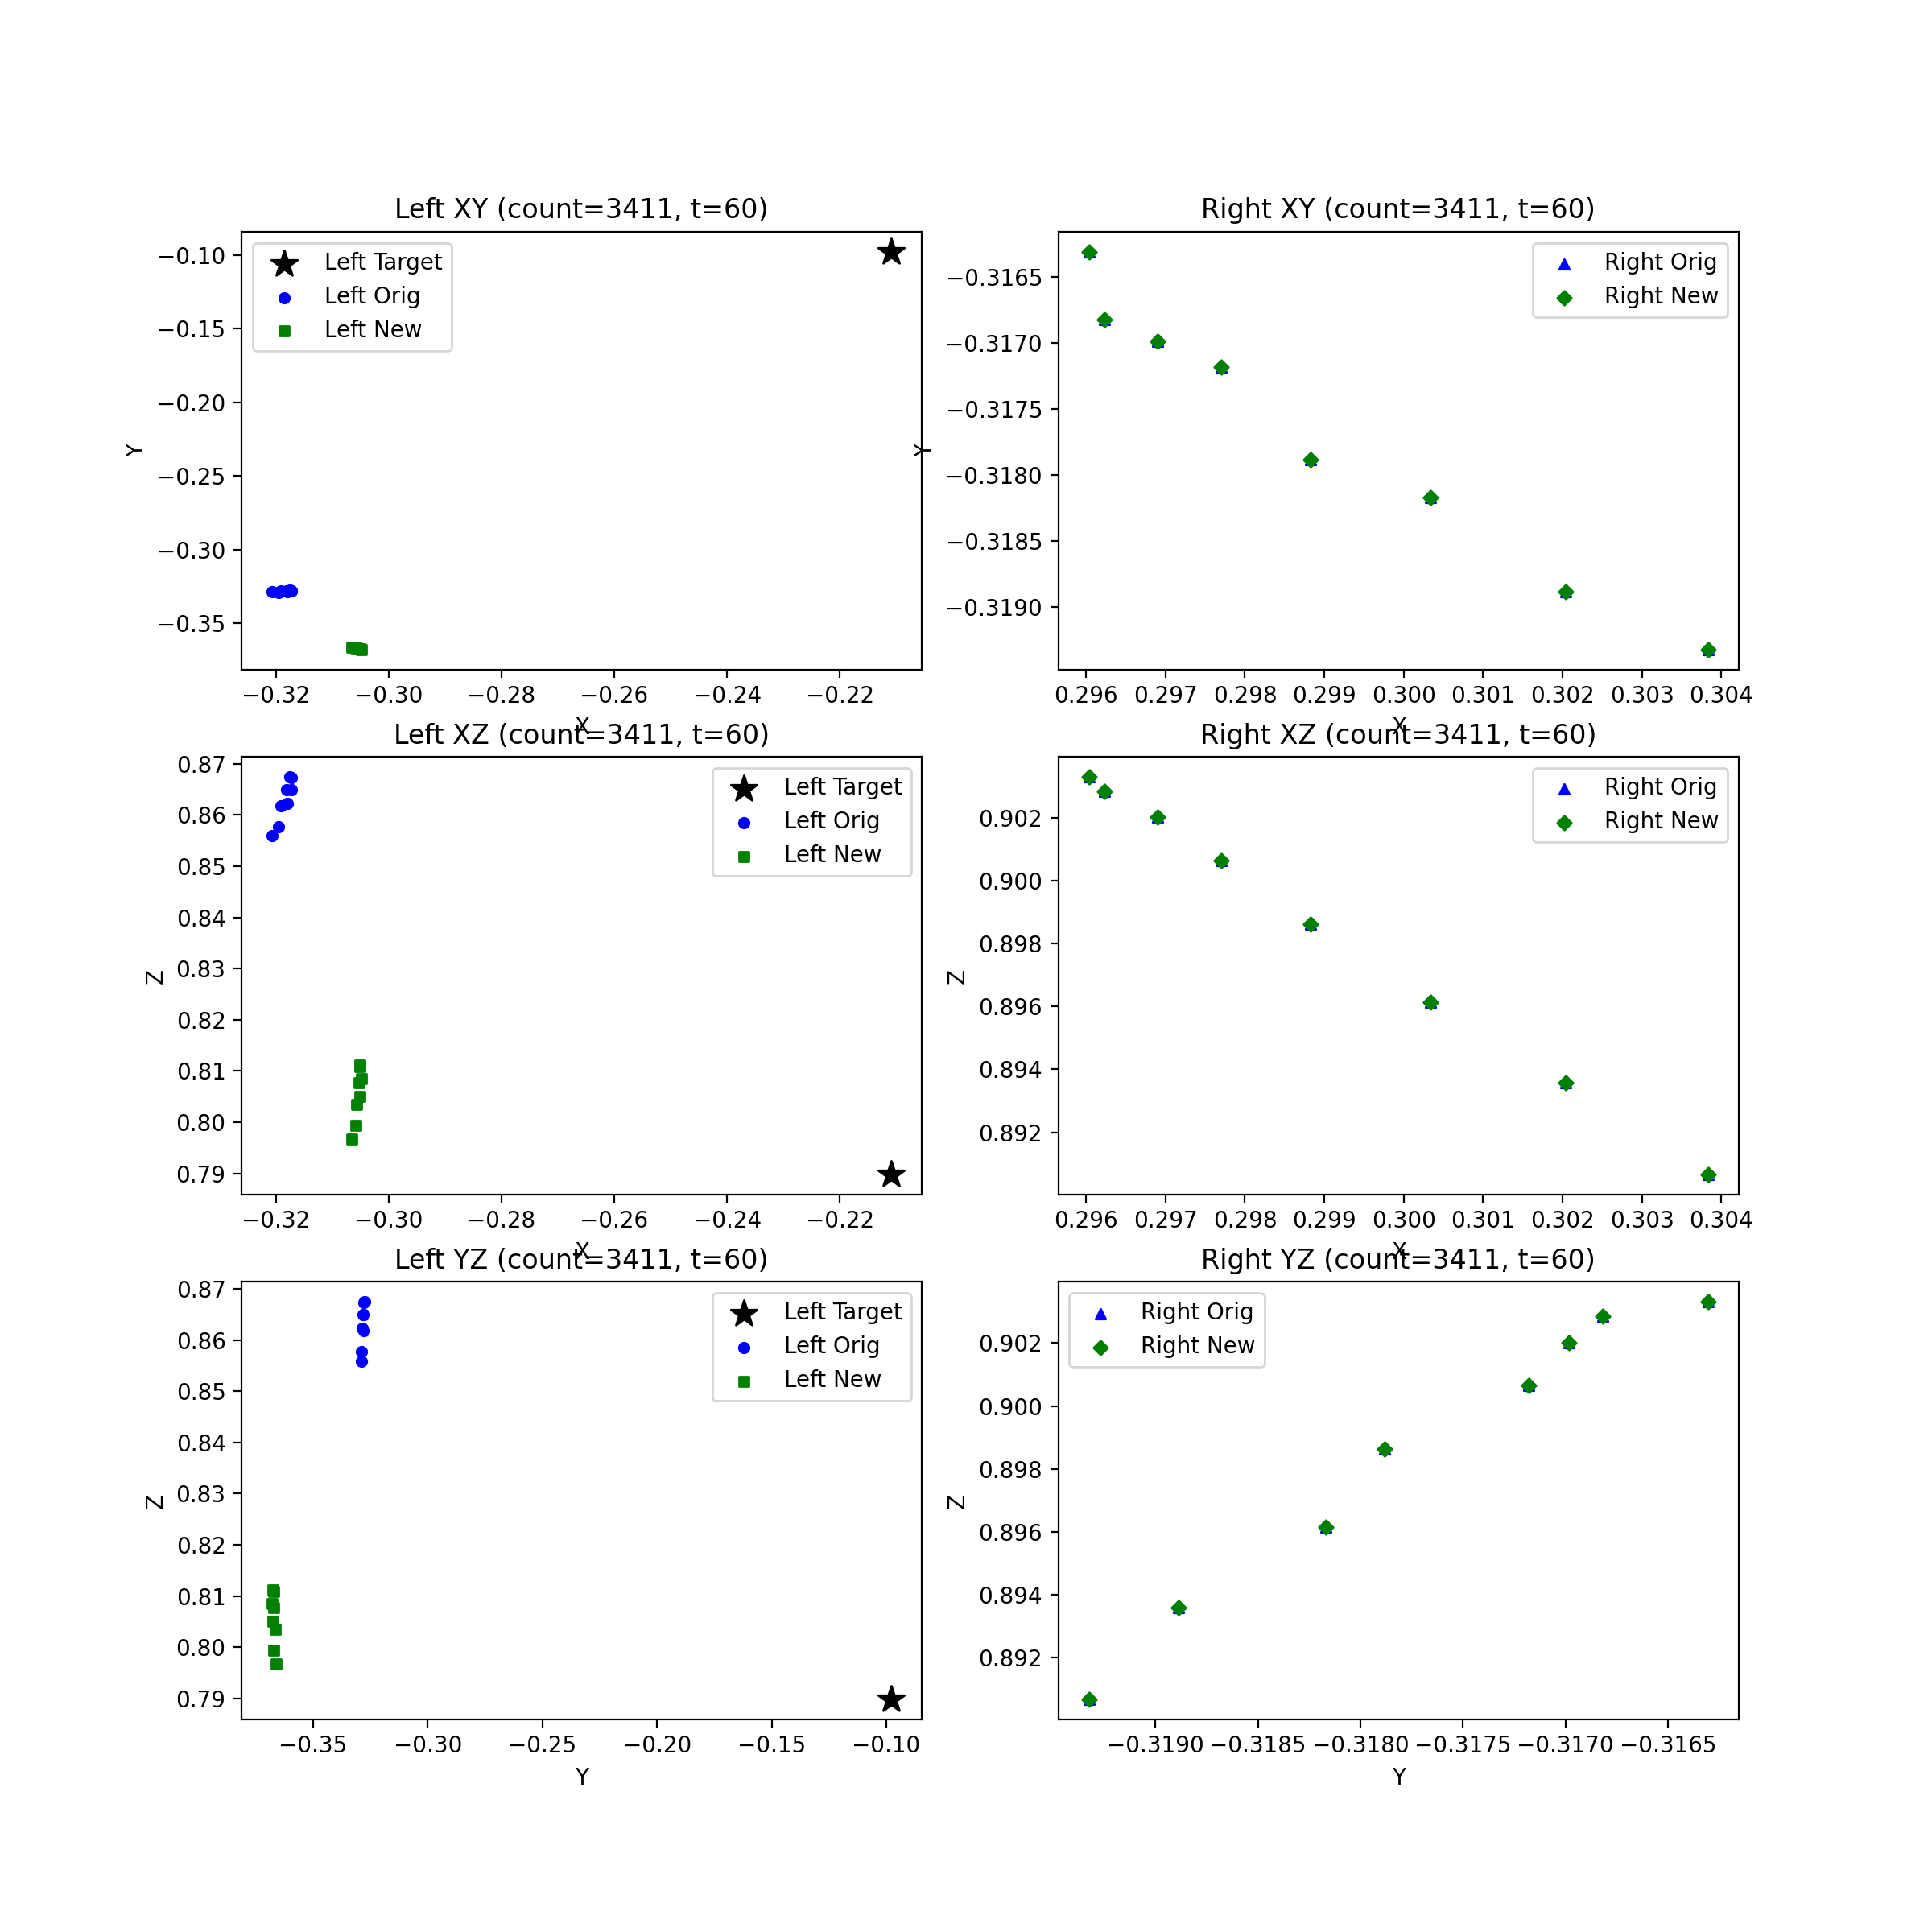 Left XY (count=3411, t=60)
Left Target
Left Orig
Left New
−0.10
−0.15
−0.20
−0.25
−0.30
−0.35
Y
−0.32 −0.30 −0.28 −0.26 −0.24 −0.22
X
Right XY (count=3411, t=60)
Right Orig
Right New
−0.3165
−0.3170
−0.3175
−0.3180
−0.3185
−0.3190
Y
0.296 0.297 0.298 0.299 0.300 0.301 0.302 0.303 0.304
X
Left XZ (count=3411, t=60)
Left Target
Left Orig
Left New
0.87
0.86
0.85
0.84
0.83
0.82
0.81
0.80
0.79
Z
−0.32 −0.30 −0.28 −0.26 −0.24 −0.22
X
Right XZ (count=3411, t=60)
Right Orig
Right New
0.902
0.900
0.898
0.896
0.894
0.892
Z
0.296 0.297 0.298 0.299 0.300 0.301 0.302 0.303 0.304
X
Left YZ (count=3411, t=60)
Left Target
Left Orig
Left New
0.87
0.86
0.85
0.84
0.83
0.82
0.81
0.80
0.79
Z
−0.35 −0.30 −0.25 −0.20 −0.15 −0.10
Y
Right YZ (count=3411, t=60)
Right Orig
Right New
0.902
0.900
0.898
0.896
0.894
0.892
Z
−0.3190 −0.3185 −0.3180 −0.3175 −0.3170 −0.3165
Y